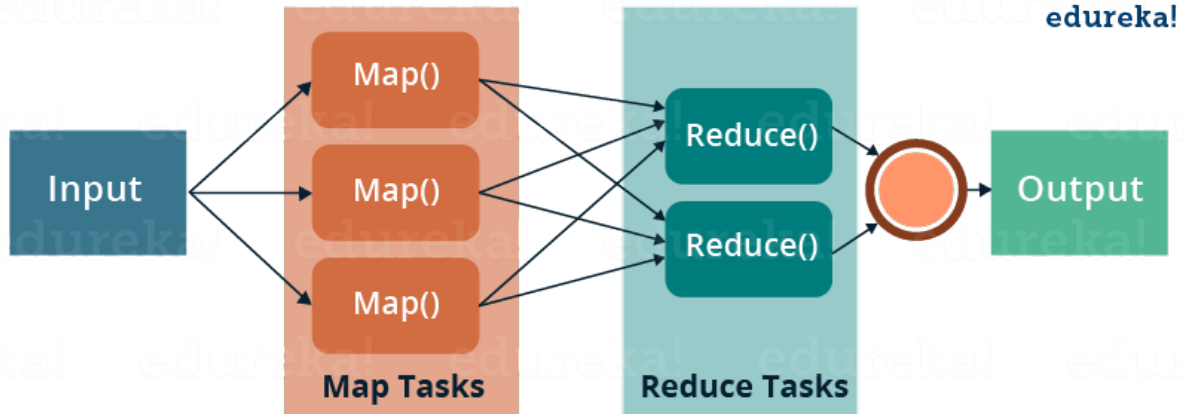 edureka!
Input
Map()
Map()
Map()
Map Tasks
Reduce()
Reduce()
Reduce Tasks
Output